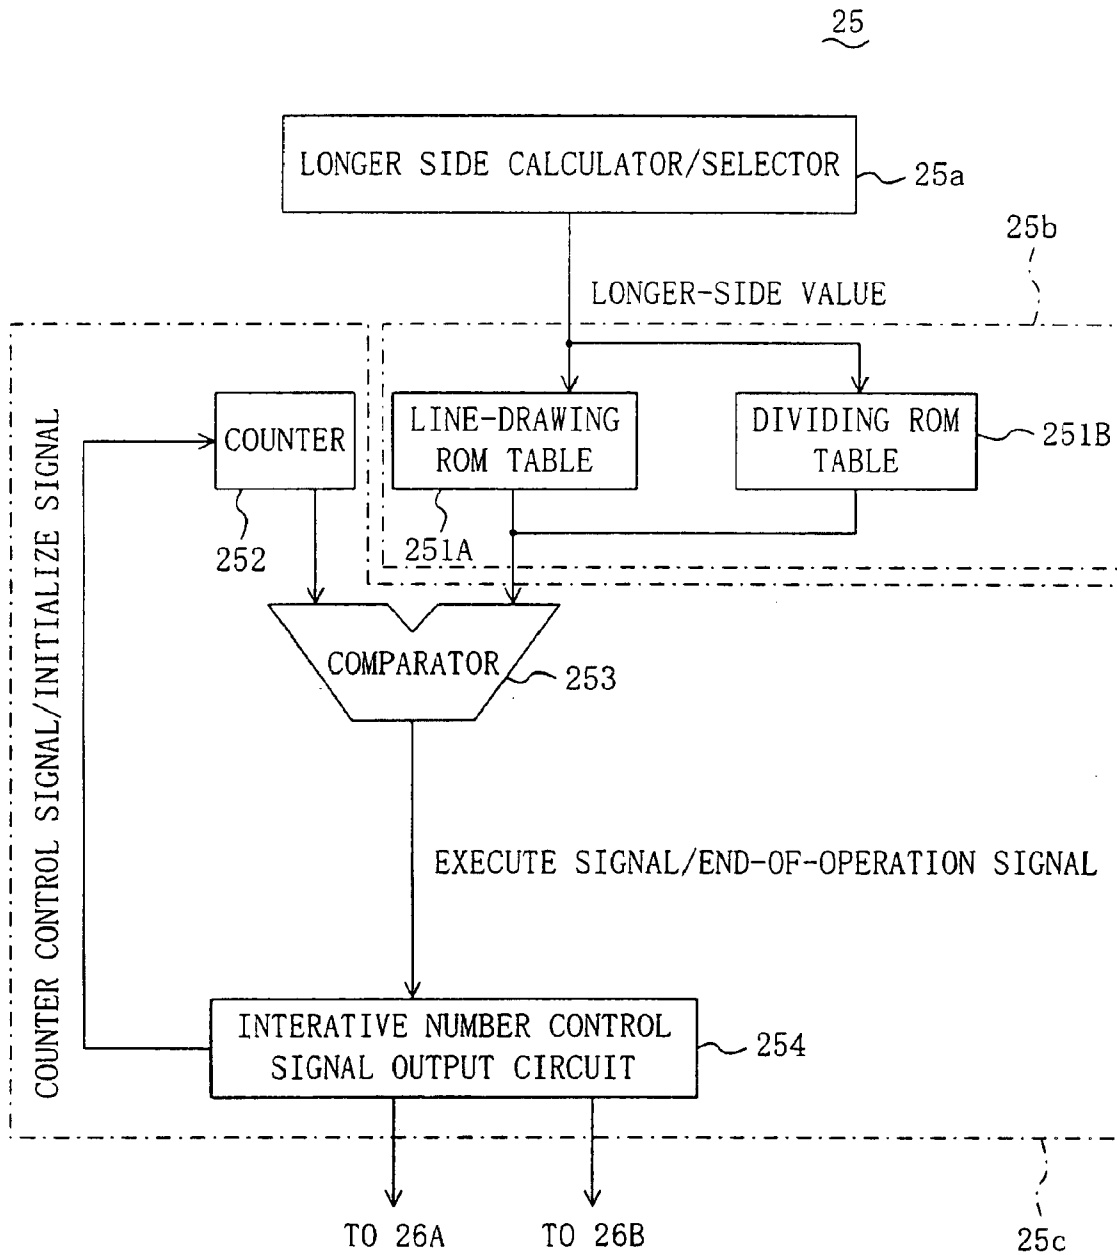 25
LONGER SIDE CALCULATOR/SELECTOR
25a
25b
LONGER-SIDE VALUE
COUNTER
LINE-DRAWING
ROM TABLE
DIVIDING ROM
TABLE
251B
252
251A
COMPARATOR
253
COUNTER CONTROL SIGNAL/INITIALIZE SIGNAL
EXECUTE SIGNAL/END-OF-OPERATION SIGNAL
INTERATIVE NUMBER CONTROL
SIGNAL OUTPUT CIRCUIT
254
TO 26A
TO 26B
25c